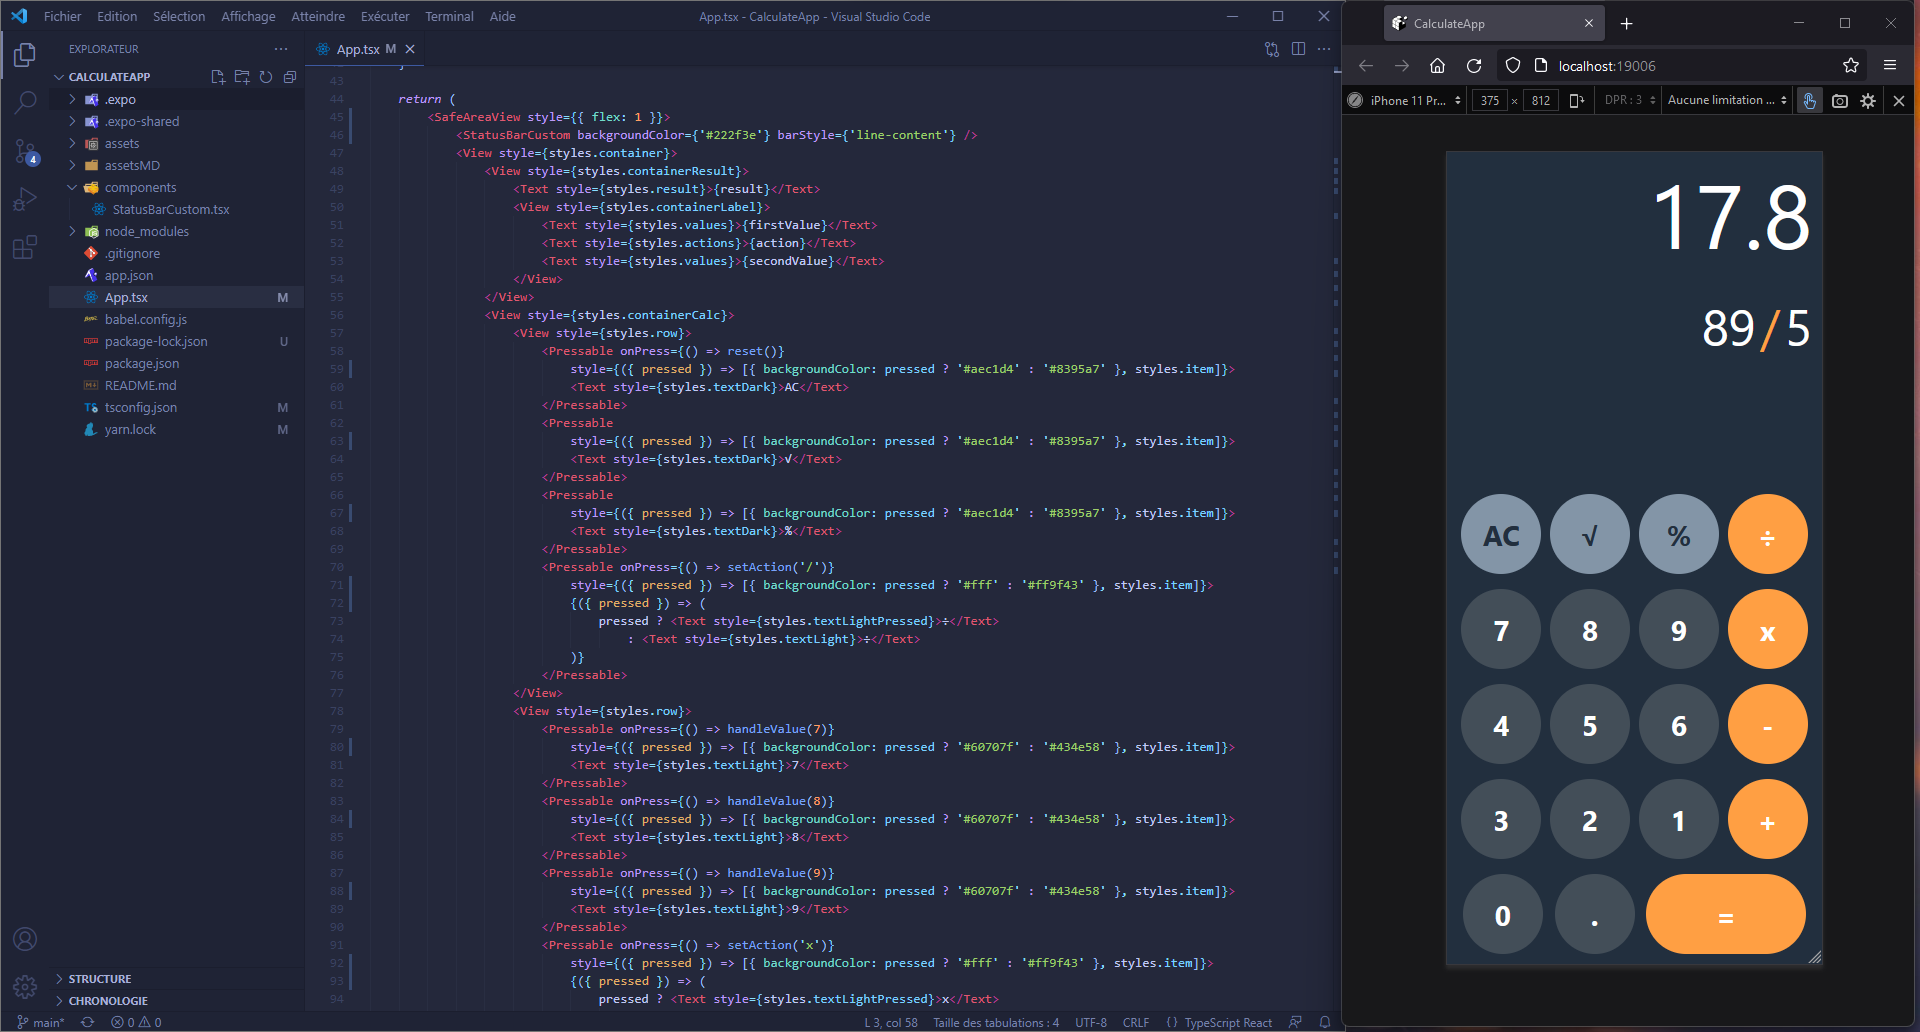 Fichier Edition Sélection Affichage Atteindre Exécuter Terminal Aide
App.tsx - CalculateApp - Visual Studio Code
EXPLORATEUR
CALCULATEAPP
.expo
.expo-shared
assets
assetsMD
components
StatusBarCustom.tsx
node_modules
.gitignore
app.json
App.tsx M
babel.config.js
package-lock.json U
package.json
README.md
tsconfig.json M
yarn.lock M
STRUCTURE
CHRONOLOGIE
4
App.tsx M
43
44 return (
45 <SafeAreaView style={{ flex: 1 }}>
46 <StatusBarCustom backgroundColor={'#222f3e'} barStyle={'line-content'} />
47 <View style={styles.container}>
48 <View style={styles.containerResult}>
49 <Text style={styles.result}>{result}</Text>
50 <View style={styles.containerLabel}>
51 <Text style={styles.values}>{firstValue}</Text>
52 <Text style={styles.actions}>{action}</Text>
53 <Text style={styles.values}>{secondValue}</Text>
54 </View>
55 </View>
56 <View style={styles.containerCalc}>
57 <View style={styles.row}>
58 <Pressable onPress={() => reset()}
59 style={({ pressed }) => [{ backgroundColor: pressed ? '#aec1d4' : '#8395a7' }, styles.item]}>
60 <Text style={styles.textDark}>AC</Text>
61 </Pressable>
62 <Pressable
63 style={({ pressed }) => [{ backgroundColor: pressed ? '#aec1d4' : '#8395a7' }, styles.item]}>
64 <Text style={styles.textDark}>√</Text>
65 </Pressable>
66 <Pressable
67 style={({ pressed }) => [{ backgroundColor: pressed ? '#aec1d4' : '#8395a7' }, styles.item]}>
68 <Text style={styles.textDark}>%</Text>
69 </Pressable>
70 <Pressable onPress={() => setAction('/')}
71 style={({ pressed }) => [{ backgroundColor: pressed ? '#fff' : '#ff9f43' }, styles.item]}>
72 {({ pressed }) => (
73 pressed ? <Text style={styles.textLightPressed}>÷</Text>
74 : <Text style={styles.textLight}>÷</Text>
75 )}
76 </Pressable>
77 </View>
78 <View style={styles.row}>
79 <Pressable onPress={() => handleValue(7)}
80 style={({ pressed }) => [{ backgroundColor: pressed ? '#60707f' : '#434e58' }, styles.item]}>
81 <Text style={styles.textLight}>7</Text>
82 </Pressable>
83 <Pressable onPress={() => handleValue(8)}
84 style={({ pressed }) => [{ backgroundColor: pressed ? '#60707f' : '#434e58' }, styles.item]}>
85 <Text style={styles.textLight}>8</Text>
86 </Pressable>
87 <Pressable onPress={() => handleValue(9)}
88 style={({ pressed }) => [{ backgroundColor: pressed ? '#60707f' : '#434e58' }, styles.item]}>
89 <Text style={styles.textLight}>9</Text>
90 </Pressable>
91 <Pressable onPress={() => setAction('x')}
92 style={({ pressed }) => [{ backgroundColor: pressed ? '#fff' : '#ff9f43' }, styles.item]}>
93 {({ pressed }) => (
94 pressed ? <Text style={styles.textLightPressed}>x</Text>
main* 0 0
L 3, col 58 Taille des tabulations : 4 UTF-8 CRLF {} TypeScript React
CalculateApp
localhost:19006
iPhone 11 Pr... 375 × 812 DPR : 3 Aucune limitation ...
17.8
89/5
AC √ % ÷
7 8 9 x
4 5 6 -
3 2 1 +
0 . =